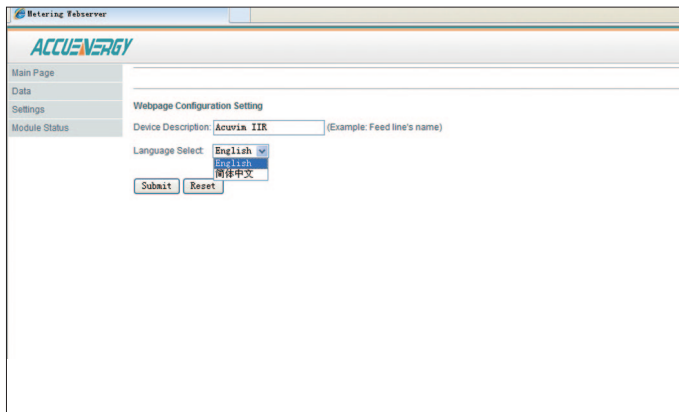 Metering Webserver
ACCUENERGY
Main Page
Data
Settings
Module Status
Webpage Configuration Setting
Device Description: Acuvim IIR (Example: Feed line's name)
Language Select: English
English
简体中文
Submit Reset